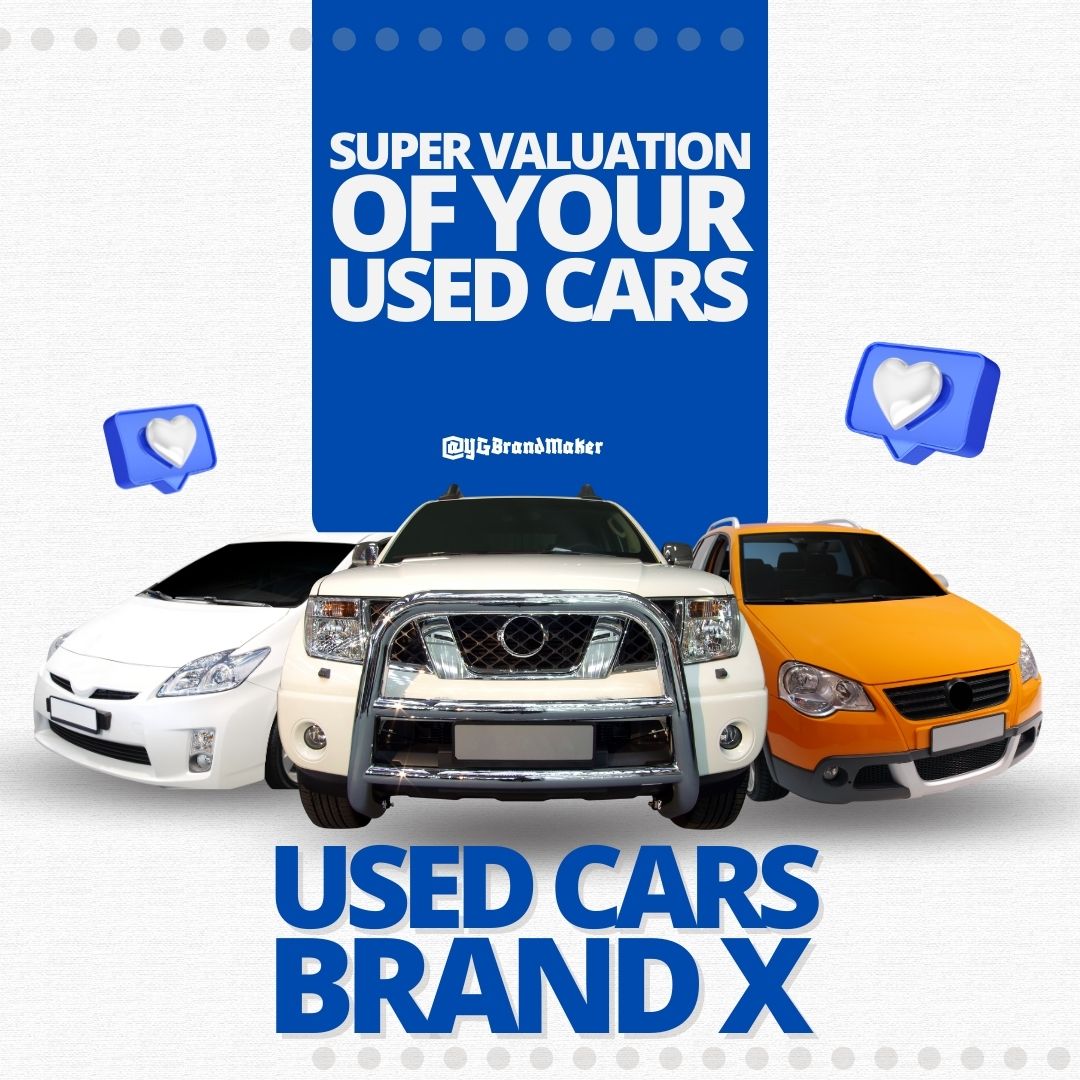 SUPER VALUATION
OF YOUR
USED CARS
@YGBrandMaker
USED CARS
BRAND X